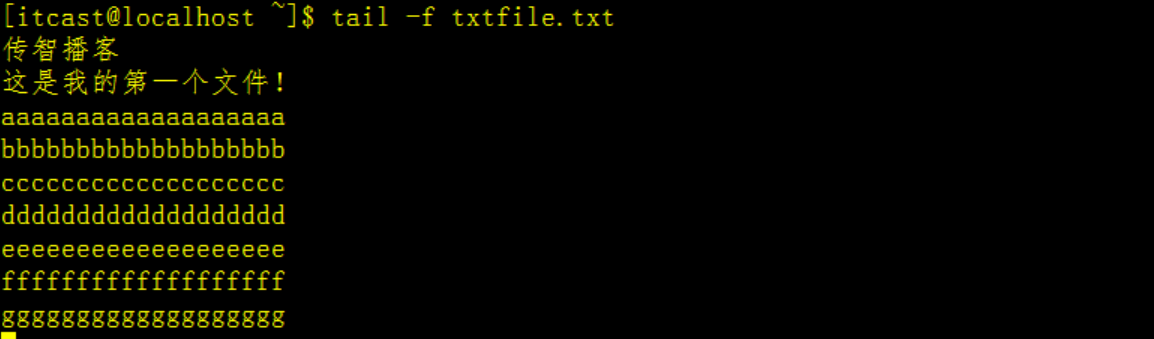 [itcast@localhost ~]$ tail -f txtfile.txt
传智播客
这是我的第一个文件!
aaaaaaaaaaaaaaaaaaa
bbbbbbbbbbbbbbbbbbb
ccccccccccccccccccc
ddddddddddddddddddd
eeeeeeeeeeeeeeeeeee
fffffffffffffffffff
ggggggggggggggggggg